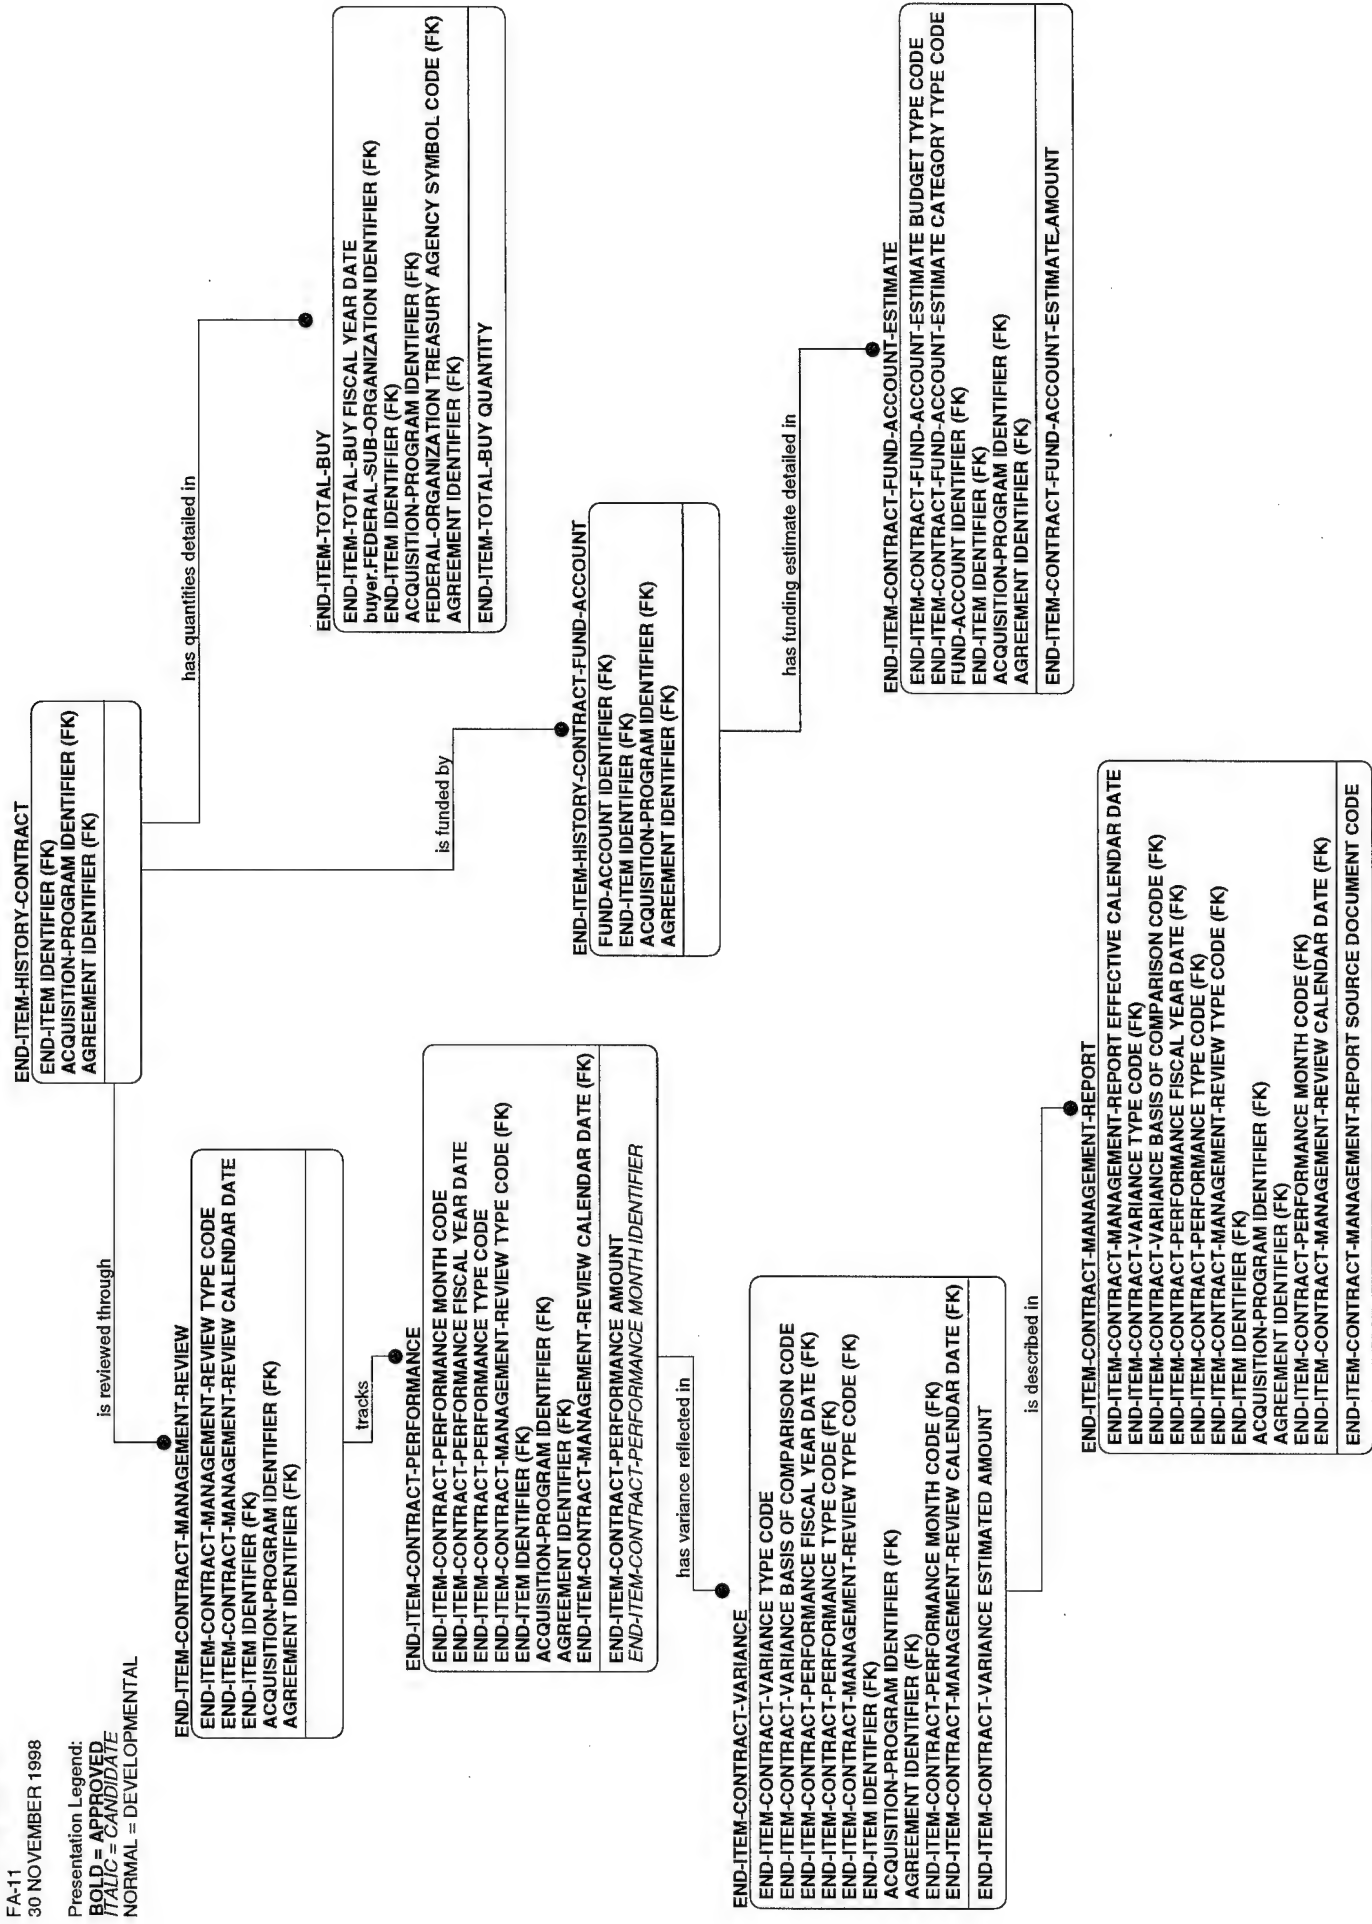 FA-11
30 NOVEMBER 1998
Presentation Legend:
BOLD = APPROVED
ITALIC = CANDIDATE
NORMAL = DEVELOPMENTAL
END-ITEM-HISTORY-CONTRACT
END-ITEM IDENTIFIER (FK)
ACQUISITION-PROGRAM IDENTIFIER (FK)
AGREEMENT IDENTIFIER (FK)
is reviewed through
is funded by
has quantities detailed in
END-ITEM-CONTRACT-MANAGEMENT-REVIEW
END-ITEM-CONTRACT-MANAGEMENT-REVIEW TYPE CODE
END-ITEM-CONTRACT-MANAGEMENT-REVIEW CALENDAR DATE
END-ITEM IDENTIFIER (FK)
ACQUISITION-PROGRAM IDENTIFIER (FK)
AGREEMENT IDENTIFIER (FK)
tracks
END-ITEM-TOTAL-BUY
END-ITEM-TOTAL-BUY FISCAL YEAR DATE
buyer.FEDERAL-SUB-ORGANIZATION IDENTIFIER (FK)
END-ITEM IDENTIFIER (FK)
ACQUISITION-PROGRAM IDENTIFIER (FK)
FEDERAL-ORGANIZATION TREASURY AGENCY SYMBOL CODE (FK)
AGREEMENT IDENTIFIER (FK)
END-ITEM-TOTAL-BUY QUANTITY
END-ITEM-CONTRACT-PERFORMANCE
END-ITEM-CONTRACT-PERFORMANCE MONTH CODE
END-ITEM-CONTRACT-PERFORMANCE FISCAL YEAR DATE
END-ITEM-CONTRACT-PERFORMANCE TYPE CODE
END-ITEM-CONTRACT-MANAGEMENT-REVIEW TYPE CODE (FK)
END-ITEM IDENTIFIER (FK)
ACQUISITION-PROGRAM IDENTIFIER (FK)
AGREEMENT IDENTIFIER (FK)
END-ITEM-CONTRACT-MANAGEMENT-REVIEW CALENDAR DATE (FK)
END-ITEM-CONTRACT-PERFORMANCE AMOUNT
END-ITEM-CONTRACT-PERFORMANCE MONTH IDENTIFIER
has variance reflected in
END-ITEM-HISTORY-CONTRACT-FUND-ACCOUNT
FUND-ACCOUNT IDENTIFIER (FK)
END-ITEM IDENTIFIER (FK)
ACQUISITION-PROGRAM IDENTIFIER (FK)
AGREEMENT IDENTIFIER (FK)
has funding estimate detailed in
END-ITEM-CONTRACT-VARIANCE
END-ITEM-CONTRACT-VARIANCE TYPE CODE
END-ITEM-CONTRACT-VARIANCE BASIS OF COMPARISON CODE
END-ITEM-CONTRACT-PERFORMANCE FISCAL YEAR DATE (FK)
END-ITEM-CONTRACT-PERFORMANCE TYPE CODE (FK)
END-ITEM-CONTRACT-MANAGEMENT-REVIEW TYPE CODE (FK)
END-ITEM IDENTIFIER (FK)
ACQUISITION-PROGRAM IDENTIFIER (FK)
AGREEMENT IDENTIFIER (FK)
END-ITEM-CONTRACT-PERFORMANCE MONTH CODE (FK)
END-ITEM-CONTRACT-MANAGEMENT-REVIEW CALENDAR DATE (FK)
END-ITEM-CONTRACT-VARIANCE ESTIMATED AMOUNT
is described in
END-ITEM-CONTRACT-FUND-ACCOUNT-ESTIMATE
END-ITEM-CONTRACT-FUND-ACCOUNT-ESTIMATE BUDGET TYPE CODE
END-ITEM-CONTRACT-FUND-ACCOUNT-ESTIMATE CATEGORY TYPE CODE
FUND-ACCOUNT IDENTIFIER (FK)
END-ITEM IDENTIFIER (FK)
ACQUISITION-PROGRAM IDENTIFIER (FK)
AGREEMENT IDENTIFIER (FK)
END-ITEM-CONTRACT-FUND-ACCOUNT-ESTIMATE AMOUNT
END-ITEM-CONTRACT-MANAGEMENT-REPORT
END-ITEM-CONTRACT-MANAGEMENT-REPORT EFFECTIVE CALENDAR DATE
END-ITEM-CONTRACT-VARIANCE TYPE CODE (FK)
END-ITEM-CONTRACT-VARIANCE BASIS OF COMPARISON CODE (FK)
END-ITEM-CONTRACT-PERFORMANCE FISCAL YEAR DATE (FK)
END-ITEM-CONTRACT-PERFORMANCE TYPE CODE (FK)
END-ITEM-CONTRACT-MANAGEMENT-REVIEW TYPE CODE (FK)
END-ITEM IDENTIFIER (FK)
ACQUISITION-PROGRAM IDENTIFIER (FK)
AGREEMENT IDENTIFIER (FK)
END-ITEM-CONTRACT-PERFORMANCE MONTH CODE (FK)
END-ITEM-CONTRACT-MANAGEMENT-REVIEW CALENDAR DATE (FK)
END-ITEM-CONTRACT-MANAGEMENT-REPORT SOURCE DOCUMENT CODE